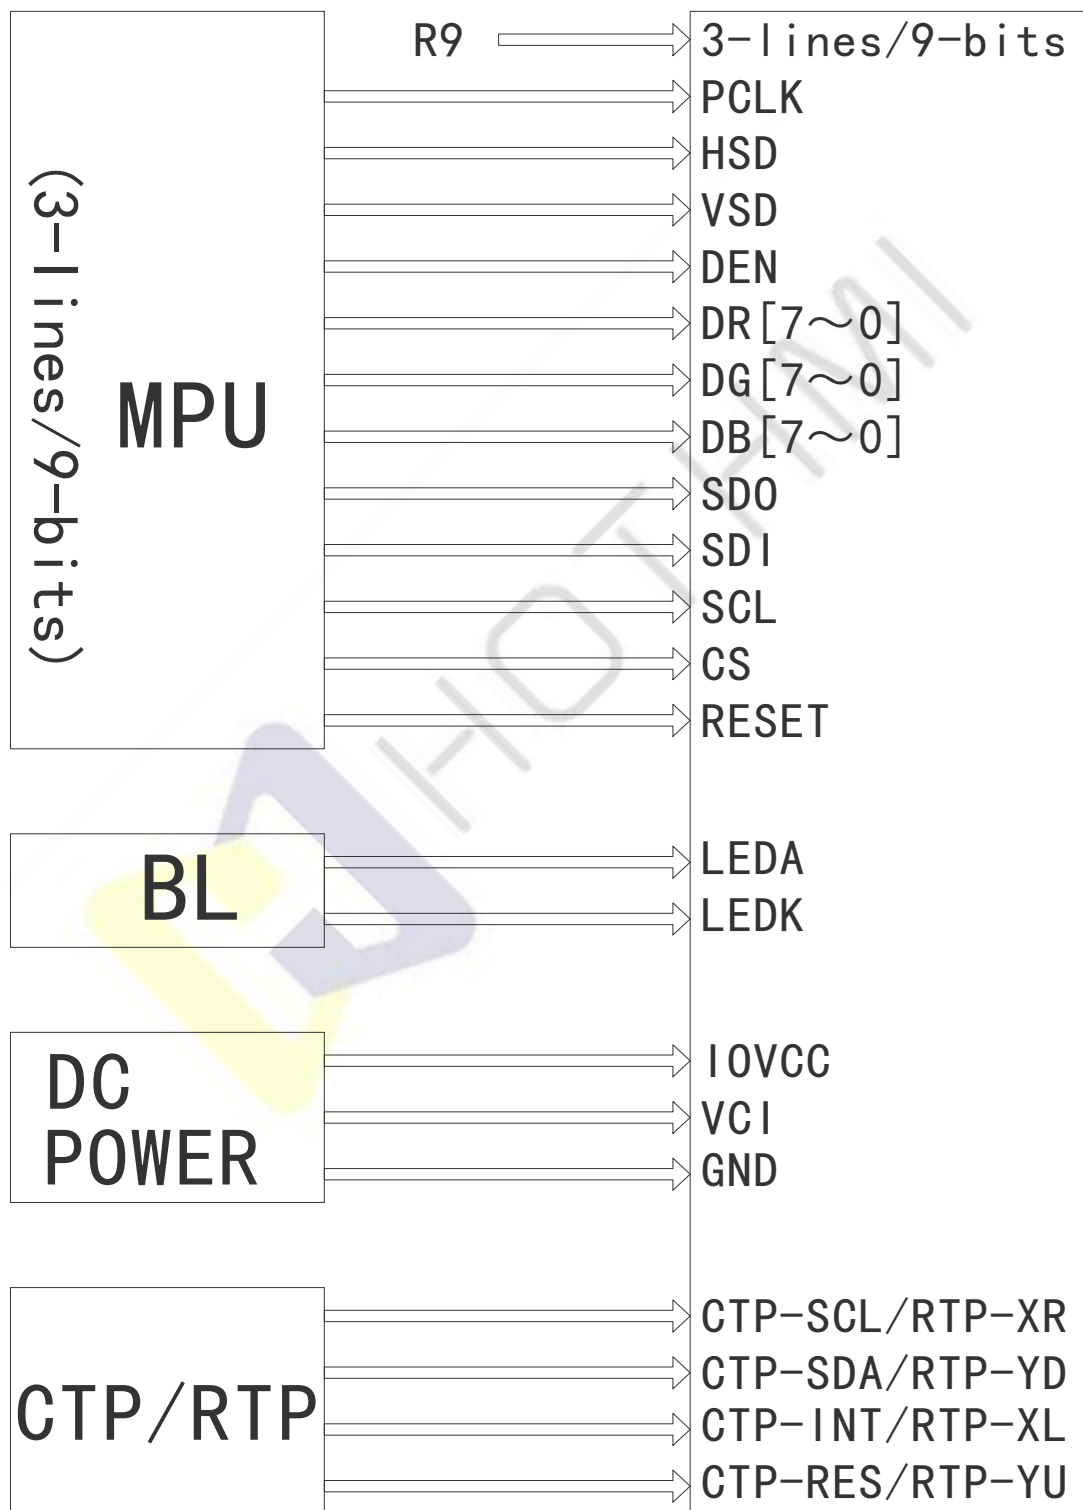 R9 3-lines/9-bits
PCLK
HSD
VSD
DEN
DR[7～0]
DG[7～0]
DB[7～0]
SDO
SDI
SCL
CS
RESET
(3-lines/9-bits)
MPU
BL
LEDA
LEDK
DC
POWER
IOVCC
VCI
GND
CTP/RTP
CTP-SCL/RTP-XR
CTP-SDA/RTP-YD
CTP-INT/RTP-XL
CTP-RES/RTP-YU
HOT HMI